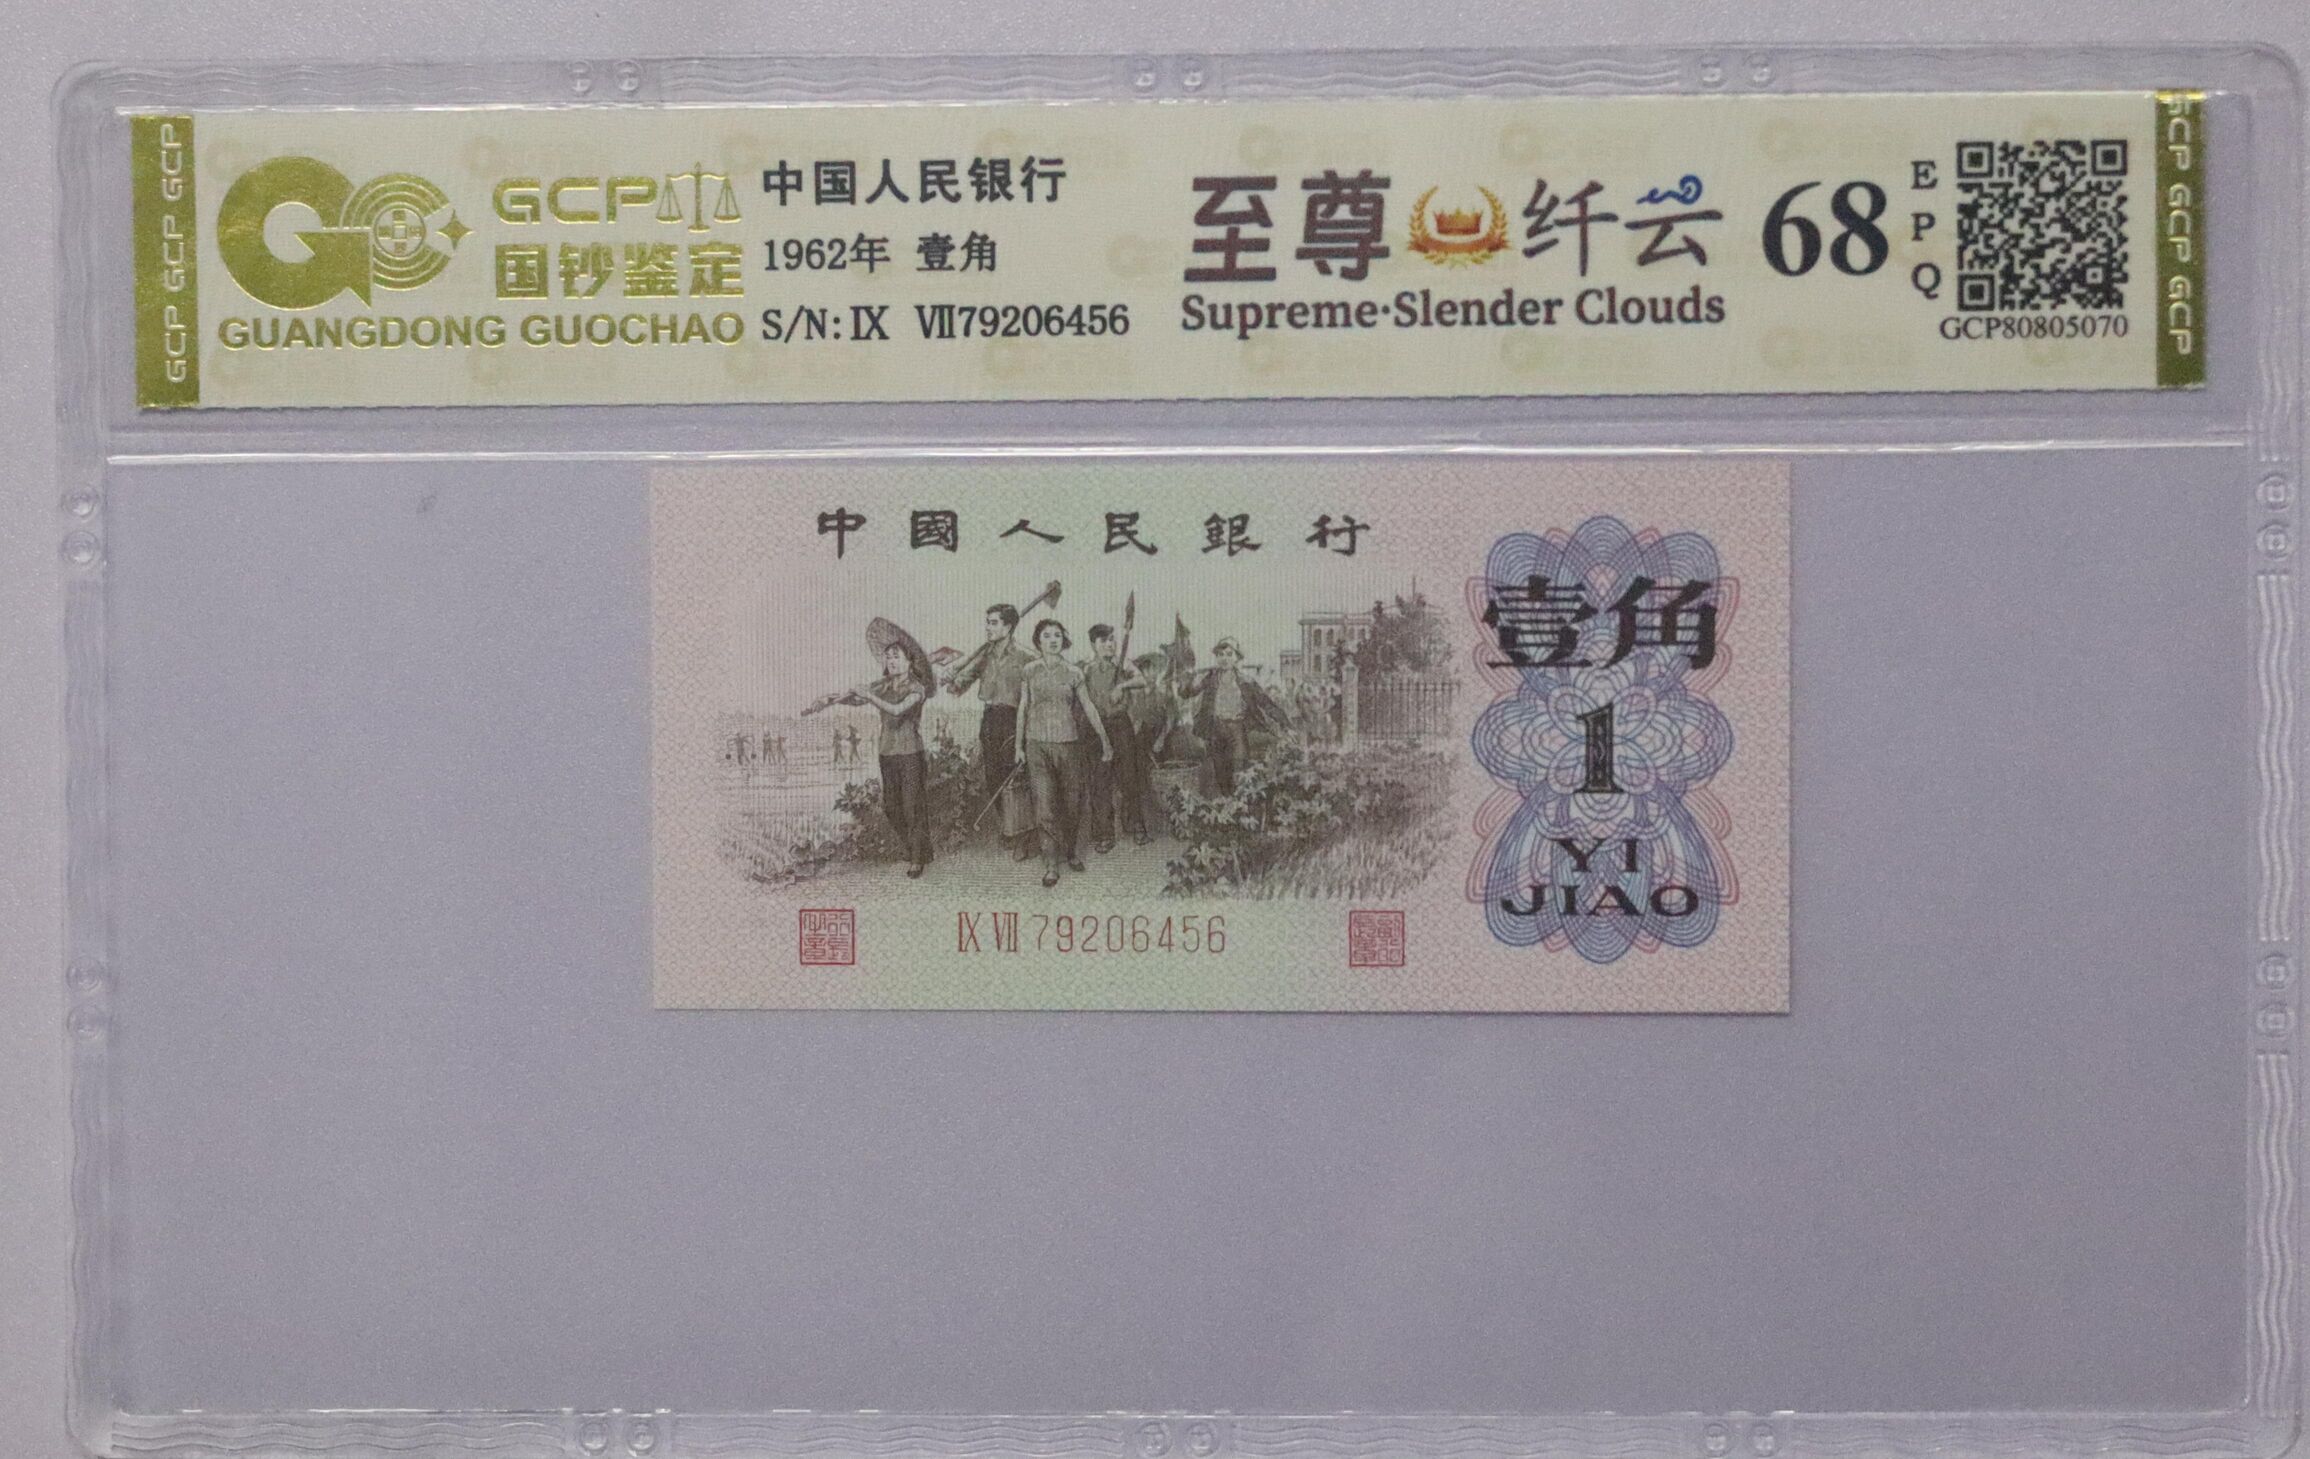 GCP GCP GCP
GCP
国钞鉴定
GUANGDONG GUOCHAO
中国人民银行
1962年 壹角
S/N: IX VII79206456
至尊 纤云
Supreme·Slender Clouds
68
EPQ
GCP80805070
GCP GCP GCP
中國人民銀行
壹角
1
YI
JIAO
IX VII 79206456